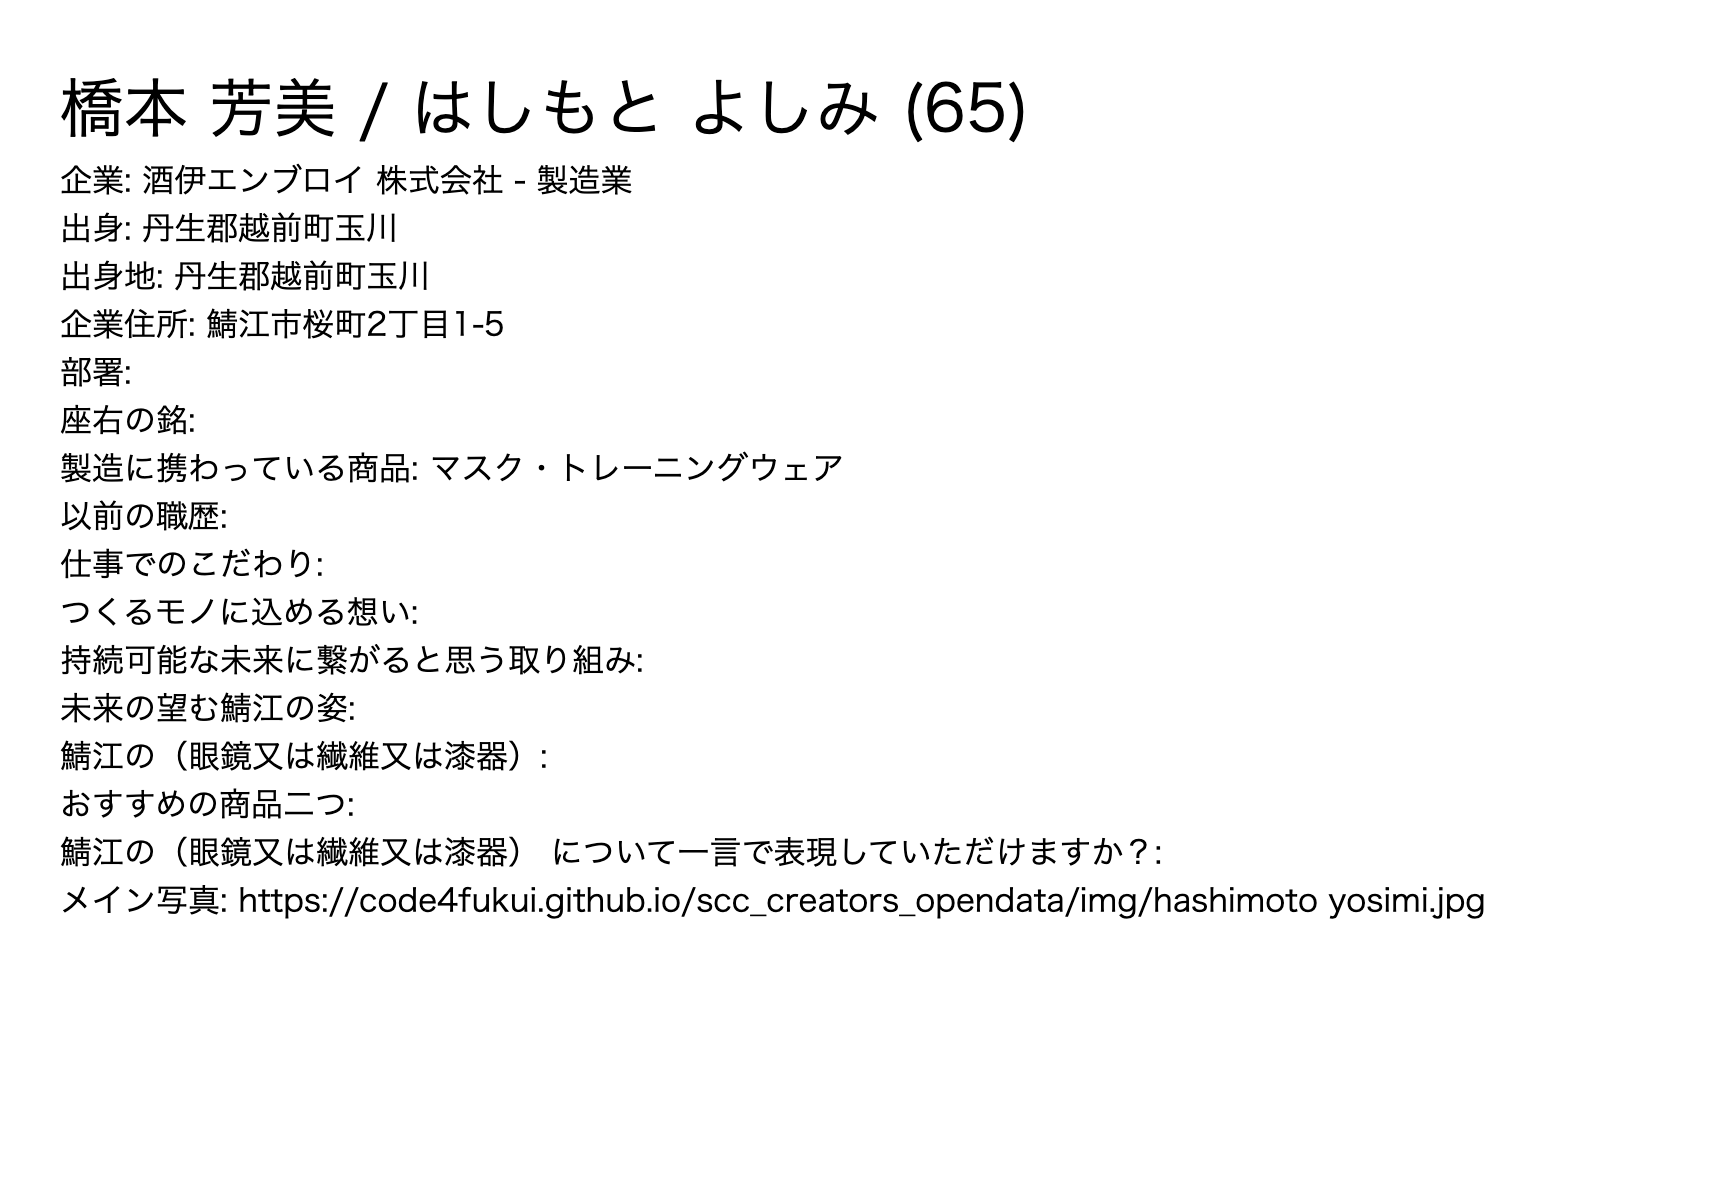 橋本 芳美 / はしもと よしみ (65)
企業: 酒伊エンブロイ 株式会社 - 製造業
出身: 丹生郡越前町玉川
出身地: 丹生郡越前町玉川
企業住所: 鯖江市桜町2丁目1-5
部署:
座右の銘:
製造に携わっている商品: マスク・トレーニングウェア
以前の職歴:
仕事でのこだわり:
つくるモノに込める想い:
持続可能な未来に繋がると思う取り組み:
未来の望む鯖江の姿:
鯖江の（眼鏡又は繊維又は漆器）:
おすすめの商品二つ:
鯖江の（眼鏡又は繊維又は漆器） について一言で表現していただけますか？:
メイン写真: https://code4fukui.github.io/scc_creators_opendata/img/hashimoto yosimi.jpg